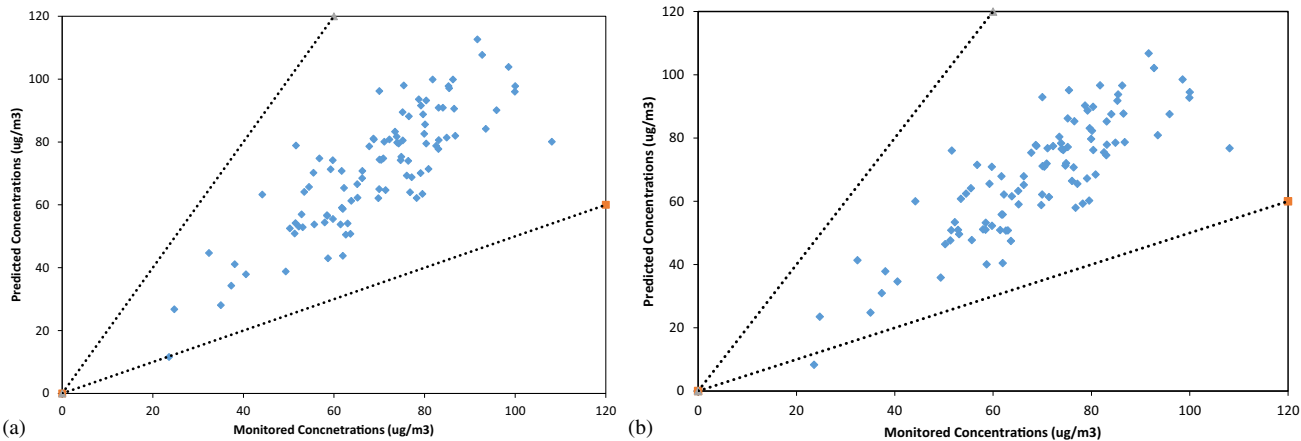 120
100
80
60
40
20
0
Predicted Concentrations (ug/m3)
0 20 40 60 80 100 120
Monitored Concnetrations (ug/m3)
(a)
120
100
80
60
40
20
0
Predicted Concentrations (ug/m3)
0 20 40 60 80 100 120
Monitored Concentrations (ug/m3)
(b)